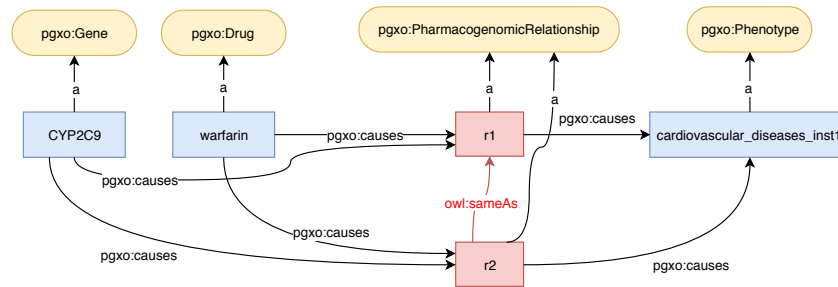 pgxo:Gene
pgxo:Drug
pgxo:PharmacogenomicRelationship
pgxo:Phenotype
a
a
a
a
a
CYP2C9
warfarin
pgxo:causes
r1
pgxo:causes
cardiovascular_diseases_inst1
pgxo:causes
owl:sameAs
pgxo:causes
pgxo:causes
r2
pgxo:causes